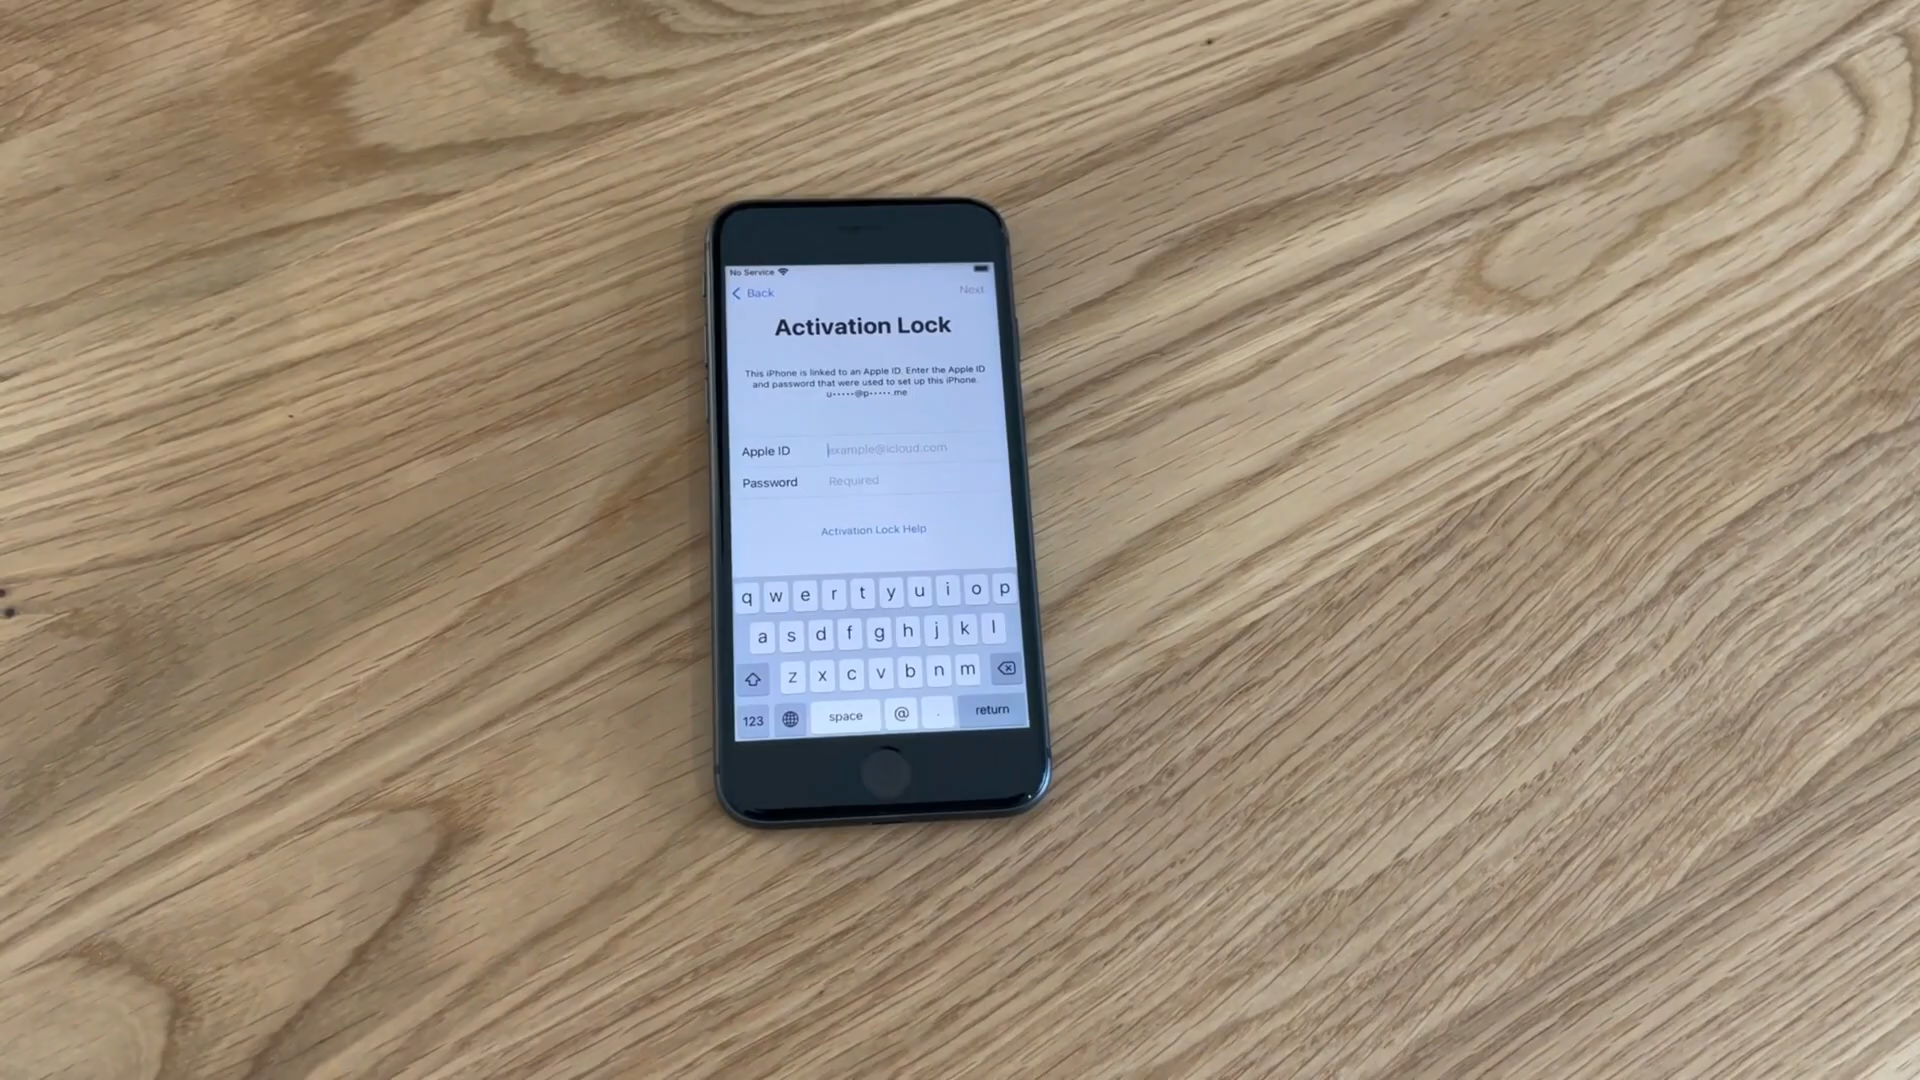 No Service
Back
Next
Activation Lock
This iPhone is linked to an Apple ID. Enter the Apple ID
and password that were used to set up this iPhone.
u•••••@p•••••.me
Apple ID example@icloud.com
Password Required
Activation Lock Help
q w e r t y u i o p
a s d f g h j k l
z x c v b n m
123 space @ . return